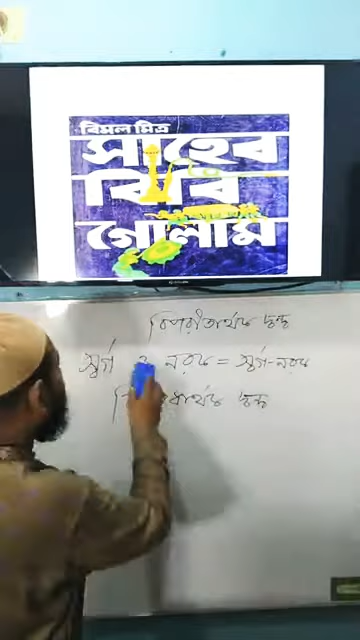 বিমল মিত্র
সাহেব
বিবি
গোলাম
বিপরীতার্থক দ্বন্দ্ব
স্বর্গ ও নরক = স্বর্গ-নরক
দ্বন্দ্ব